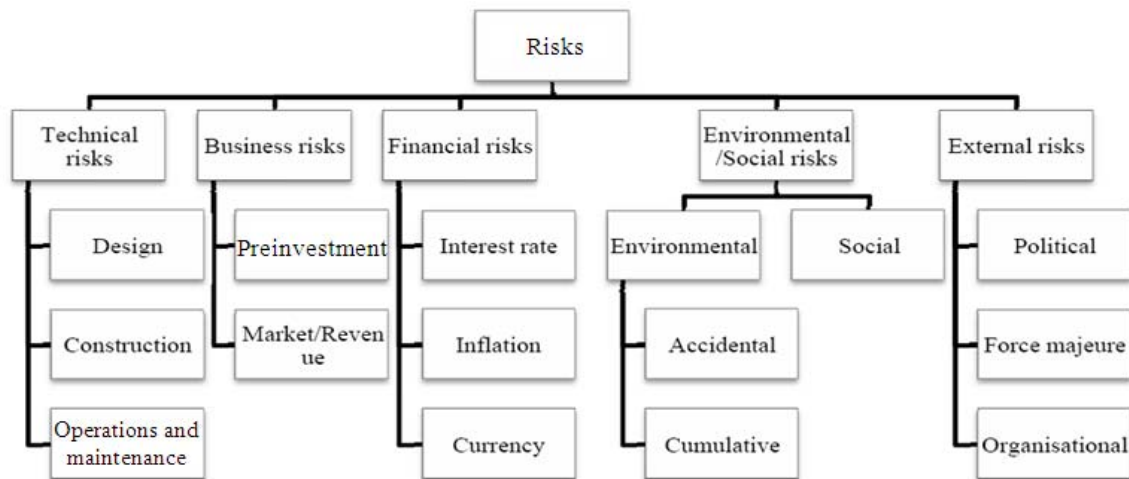 Risks
Technical
risks
Business risks
Financial risks
Environmental
/Social risks
External risks
Design
Preinvestment
Interest rate
Environmental
Social
Political
Construction
Market/Reven
ue
Inflation
Accidental
Force majeure
Operations and
maintenance
Currency
Cumulative
Organisational